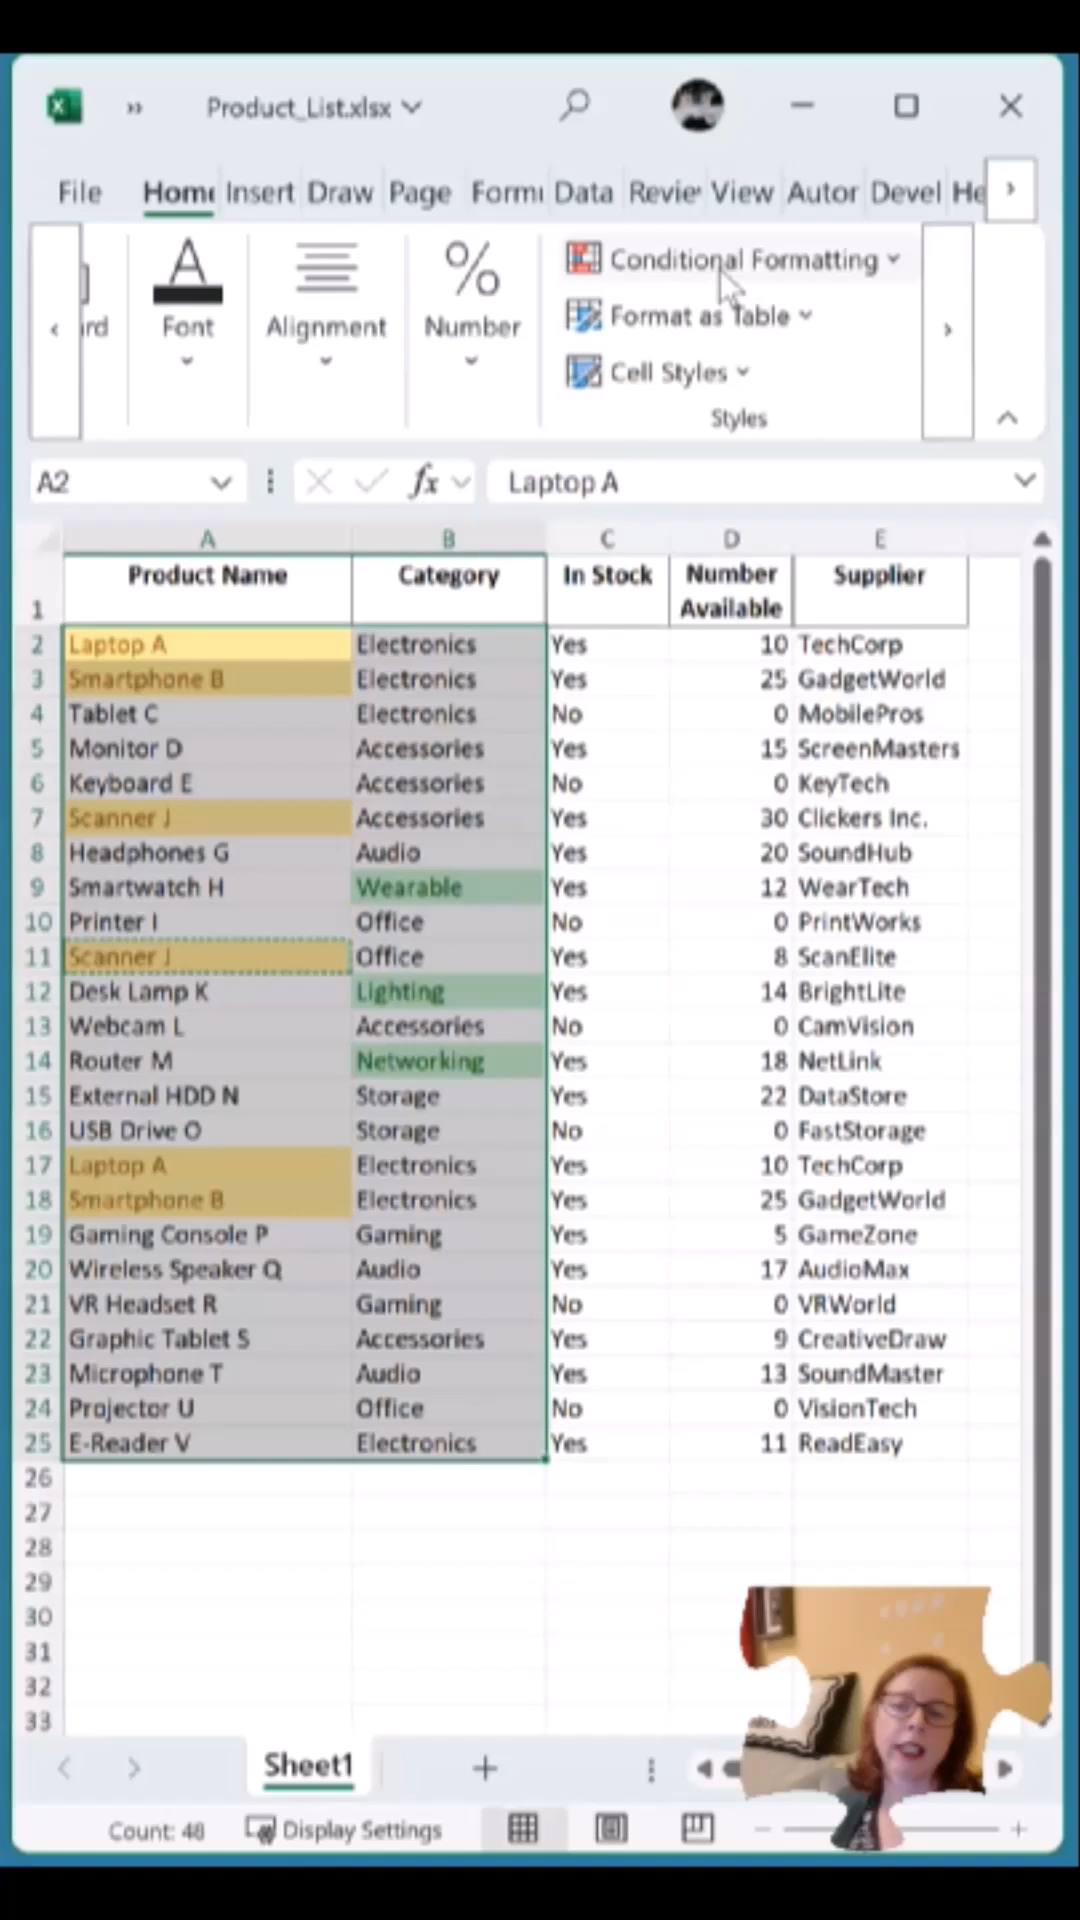 Product_List.xlsx
File Home Insert Draw Page Formu Data Review View Autor Devel He
rd Font Alignment Number
%
Conditional Formatting
Format as Table
Cell Styles
Styles
A2 fx Laptop A
A B C D E
1 Product Name Category In Stock Number Available Supplier
2 Laptop A Electronics Yes 10 TechCorp
3 Smartphone B Electronics Yes 25 GadgetWorld
4 Tablet C Electronics No 0 MobilePros
5 Monitor D Accessories Yes 15 ScreenMasters
6 Keyboard E Accessories No 0 KeyTech
7 Scanner J Accessories Yes 30 Clickers Inc.
8 Headphones G Audio Yes 20 SoundHub
9 Smartwatch H Wearable Yes 12 WearTech
10 Printer I Office No 0 PrintWorks
11 Scanner J Office Yes 8 ScanElite
12 Desk Lamp K Lighting Yes 14 BrightLite
13 Webcam L Accessories No 0 CamVision
14 Router M Networking Yes 18 NetLink
15 External HDD N Storage Yes 22 DataStore
16 USB Drive O Storage No 0 FastStorage
17 Laptop A Electronics Yes 10 TechCorp
18 Smartphone B Electronics Yes 25 GadgetWorld
19 Gaming Console P Gaming Yes 5 GameZone
20 Wireless Speaker Q Audio Yes 17 AudioMax
21 VR Headset R Gaming No 0 VRWorld
22 Graphic Tablet S Accessories Yes 9 CreativeDraw
23 Microphone T Audio Yes 13 SoundMaster
24 Projector U Office No 0 VisionTech
25 E-Reader V Electronics Yes 11 ReadEasy
26
27
28
29
30
31
32
33
Sheet1
Count: 48 Display Settings